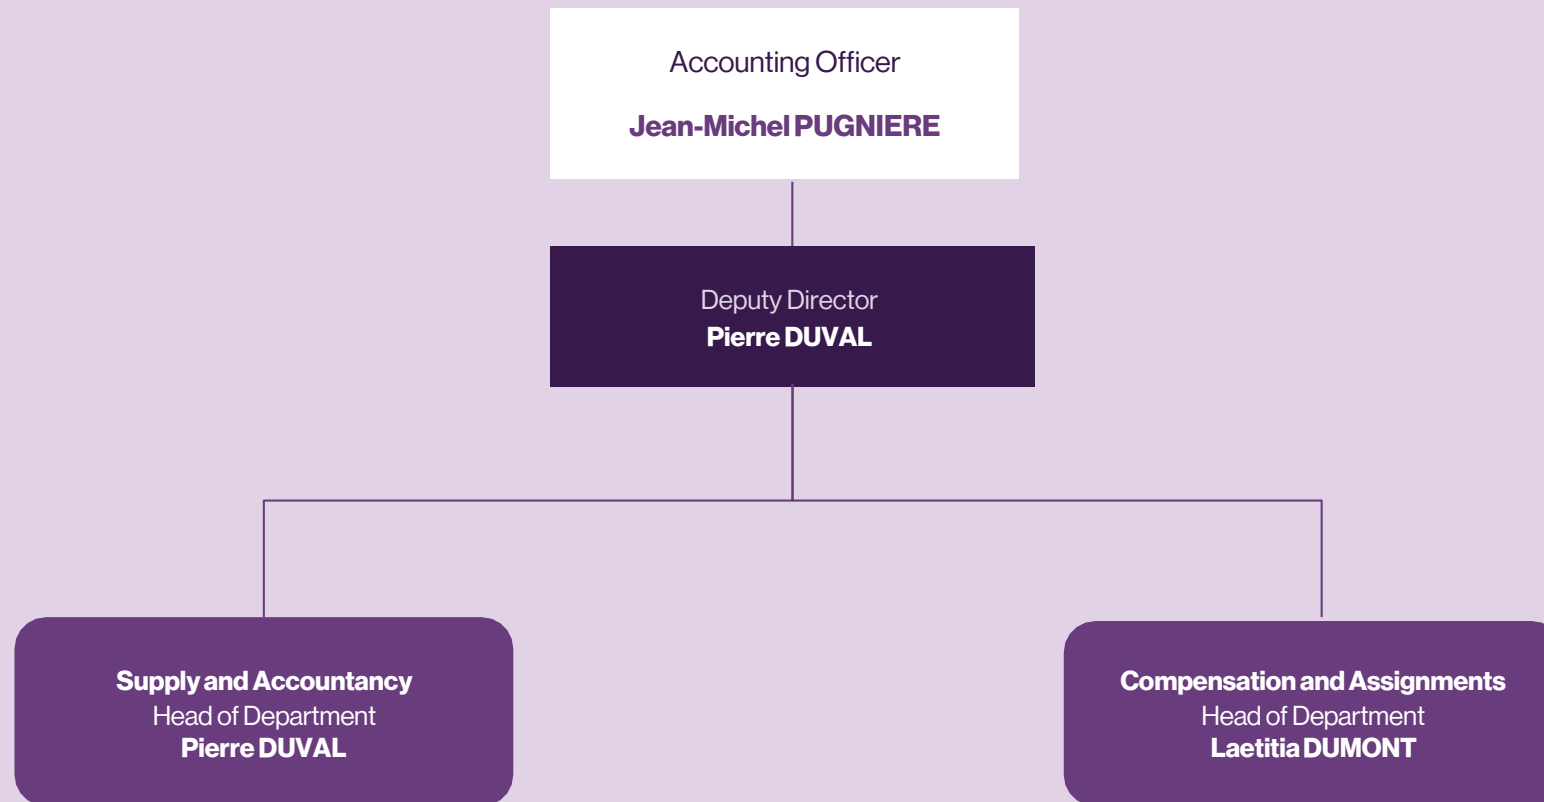 Accounting Officer
Jean-Michel PUGNIERE
Deputy Director
Pierre DUVAL
Supply and Accountancy
Head of Department
Pierre DUVAL
Compensation and Assignments
Head of Department
Laetitia DUMONT